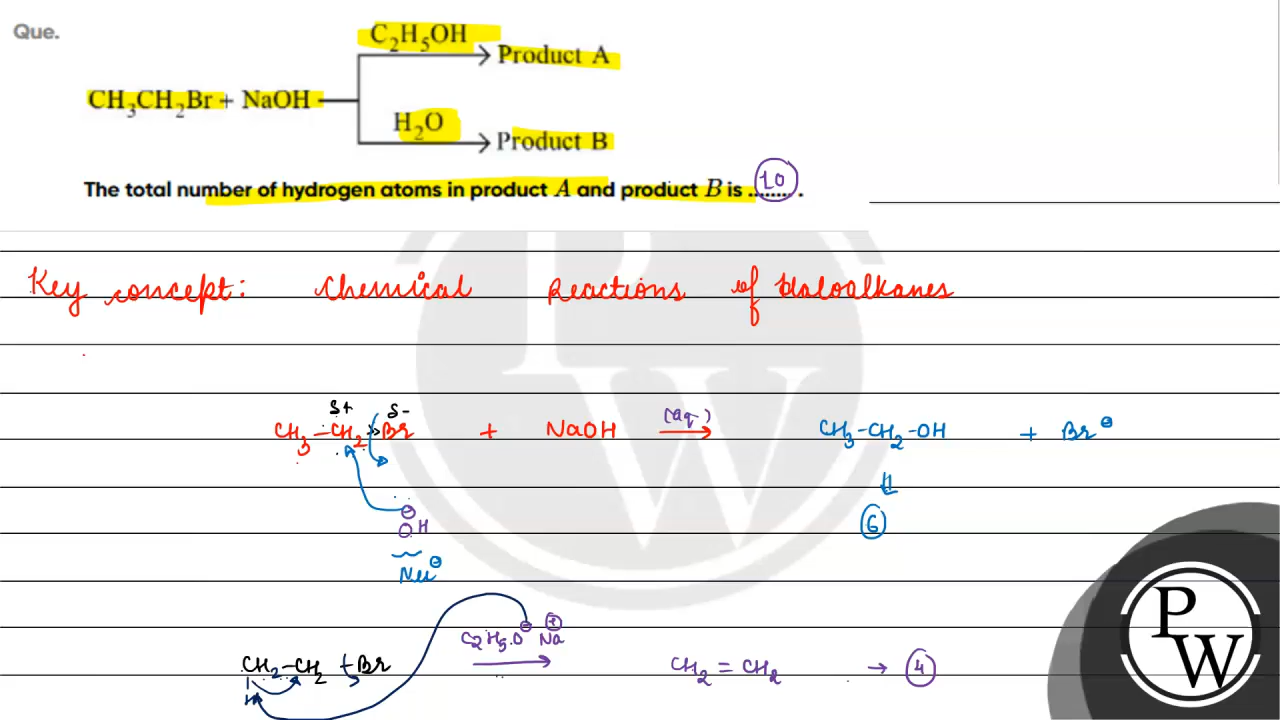 Que.
C₂H₅OH
Product A
CH₃CH₂Br + NaOH
H₂O
Product B
The total number of hydrogen atoms in product A and product B is ..10...... .
Key concept: Chemical Reactions of Haloalkanes
δ+ δ-
CH₃-CH₂-Br + NaOH (aq) → CH₃-CH₂-OH + Br⊖
⊖
OH
6
Nu⊖
C₂H₅O⊖ Na⊕
CH₂-CH₂-Br → CH₂=CH₂ → 4
H
PW
PW